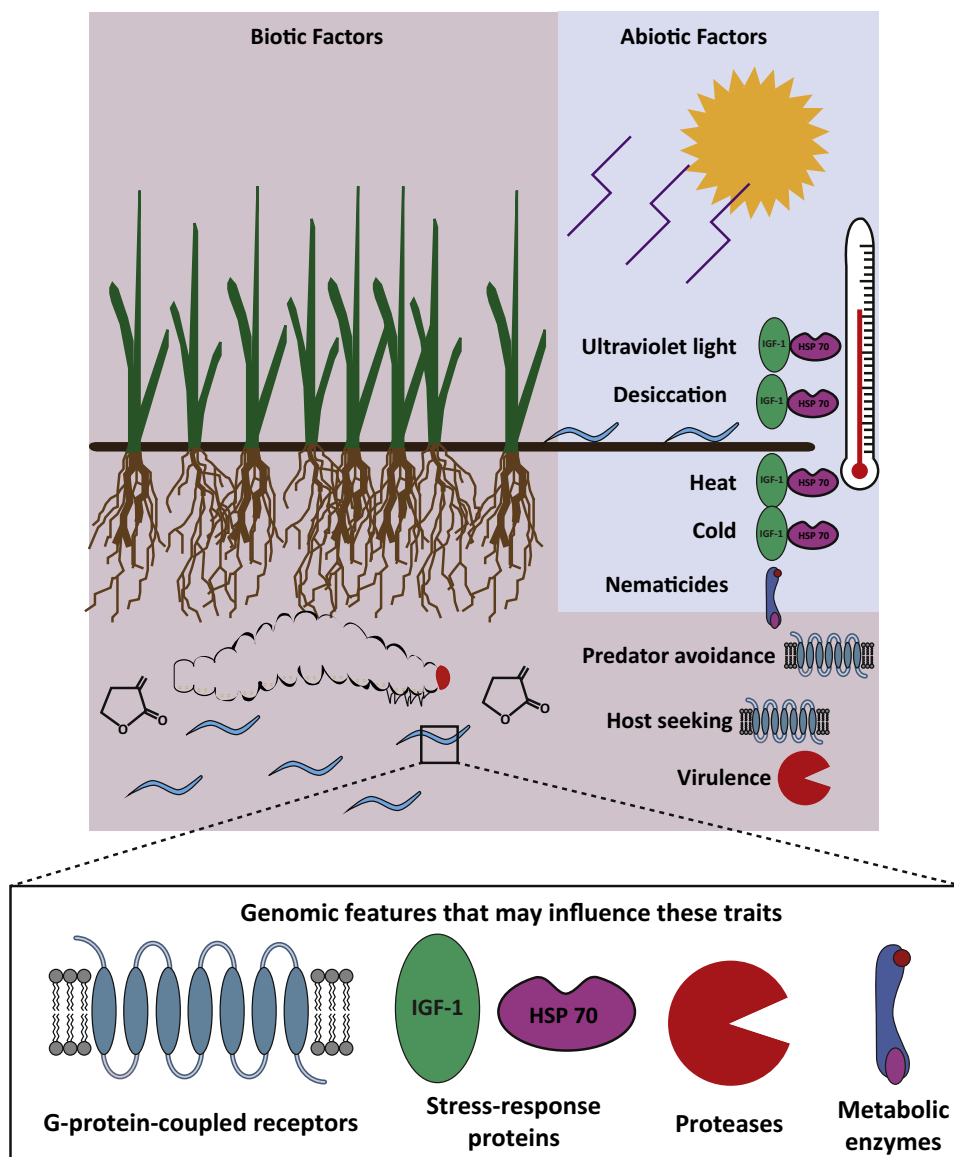 Biotic Factors
Abiotic Factors
Ultraviolet light
IGF-1
HSP 70
Desiccation
IGF-1
HSP 70
Heat
IGF-1
HSP 70
Cold
IGF-1
HSP 70
Nematicides
Predator avoidance
Host seeking
Virulence
O
O
O
O
Genomic features that may influence these traits
IGF-1
HSP 70
G-protein-coupled receptors
Stress-response
proteins
Proteases
Metabolic
enzymes